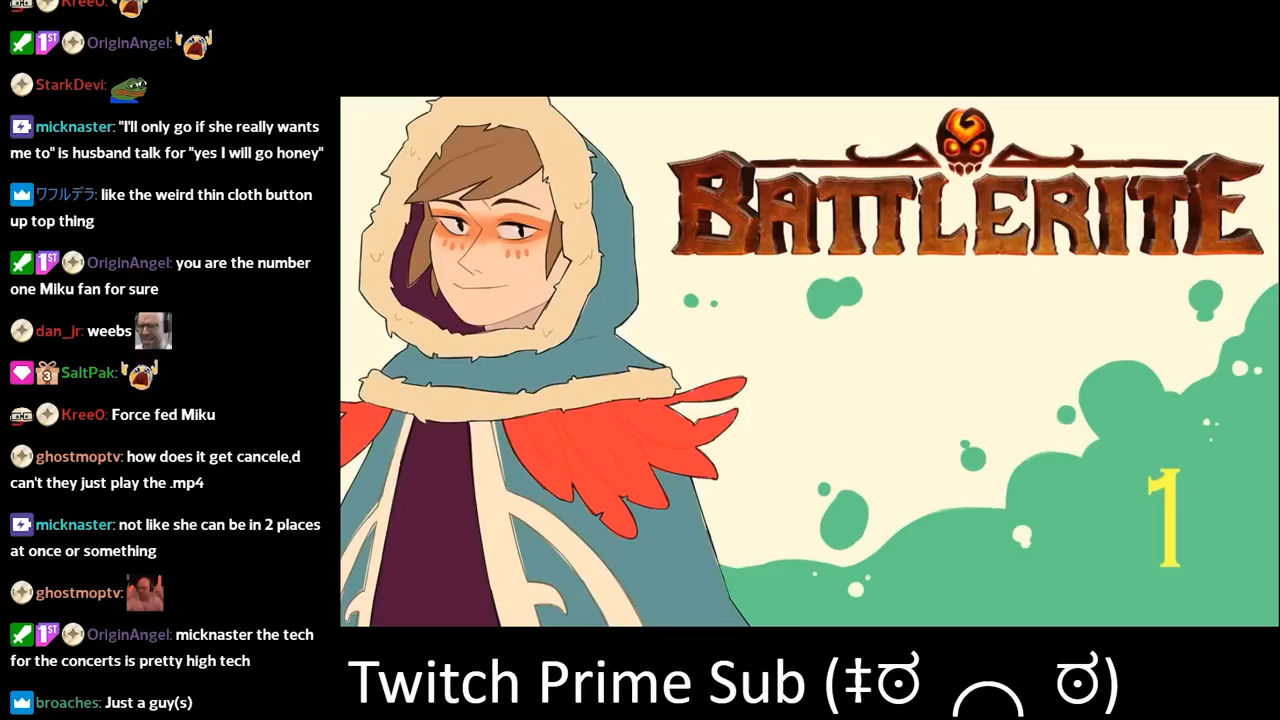 KreeO:
OriginAngel:
StarkDevi:
micknaster: "I'll only go if she really wants
me to" is husband talk for "yes I will go honey"
ワフルデラ: like the weird thin cloth button
up top thing
OriginAngel: you are the number
one Miku fan for sure
dan_jr: weebs
SaltPak:
KreeO: Force fed Miku
ghostmoptv: how does it get cancele,d
can't they just play the .mp4
micknaster: not like she can be in 2 places
at once or something
ghostmoptv:
OriginAngel: micknaster the tech
for the concerts is pretty high tech
broaches: Just a guy(s)
BATTLERITE
1
Twitch Prime Sub (‡ಠ ╭╮ ಠ)